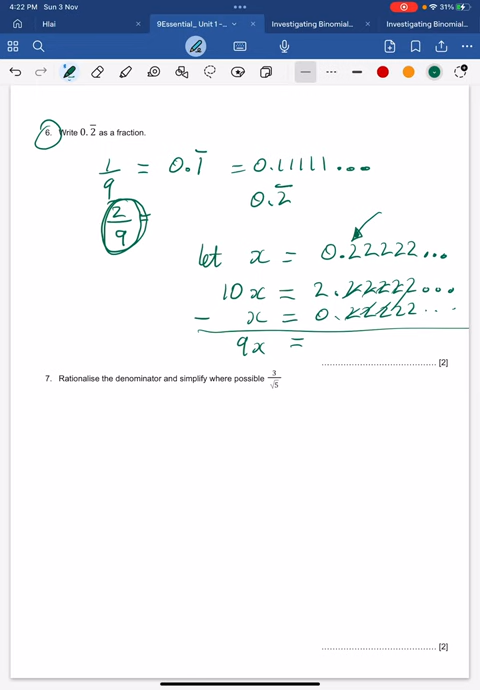 4:22 PM Sun 3 Nov
31%
Hlai
9Essential_ Unit 1 -...
Investigating Binomial...
Investigating Binomial...
6. Write 0.2̅ as a fraction.
1/9 = 0.1̅ = 0.11111...
2/9 =
0.2̅
let x = 0.22222...
10x = 2.22222...
- x = 0.22222...
9x =
[2]
7. Rationalise the denominator and simplify where possible 3/√5
[2]